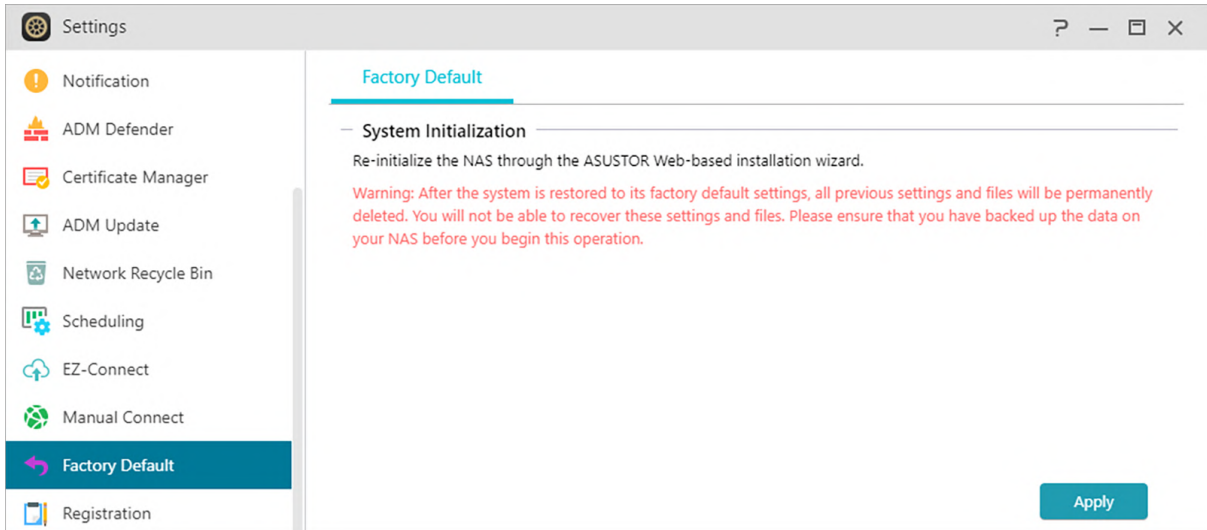 Settings
Notification
ADM Defender
Certificate Manager
ADM Update
Network Recycle Bin
Scheduling
EZ-Connect
Manual Connect
Factory Default
Registration
Factory Default
System Initialization
Re-initialize the NAS through the ASUSTOR Web-based installation wizard.
Warning: After the system is restored to its factory default settings, all previous settings and files will be permanently
deleted. You will not be able to recover these settings and files. Please ensure that you have backed up the data on
your NAS before you begin this operation.
Apply